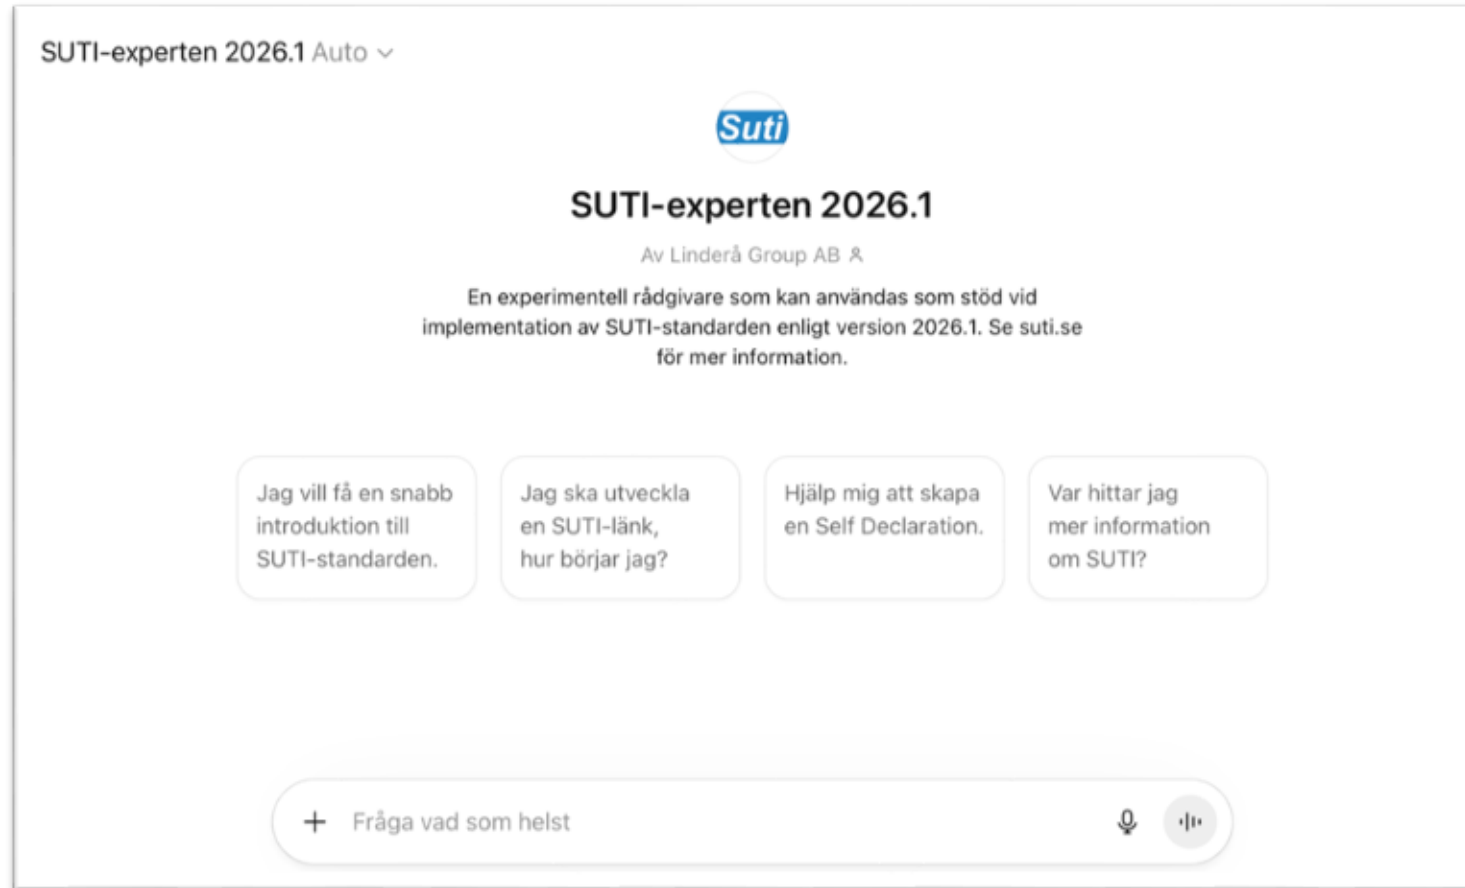 SUTI-experten 2026.1 Auto
Suti
SUTI-experten 2026.1
Av Linderå Group AB
En experimentell rådgivare som kan användas som stöd vid
implementation av SUTI-standarden enligt version 2026.1. Se suti.se
för mer information.
Jag vill få en snabb
introduktion till
SUTI-standarden.
Jag ska utveckla
en SUTI-länk,
hur börjar jag?
Hjälp mig att skapa
en Self Declaration.
Var hittar jag
mer information
om SUTI?
Fråga vad som helst